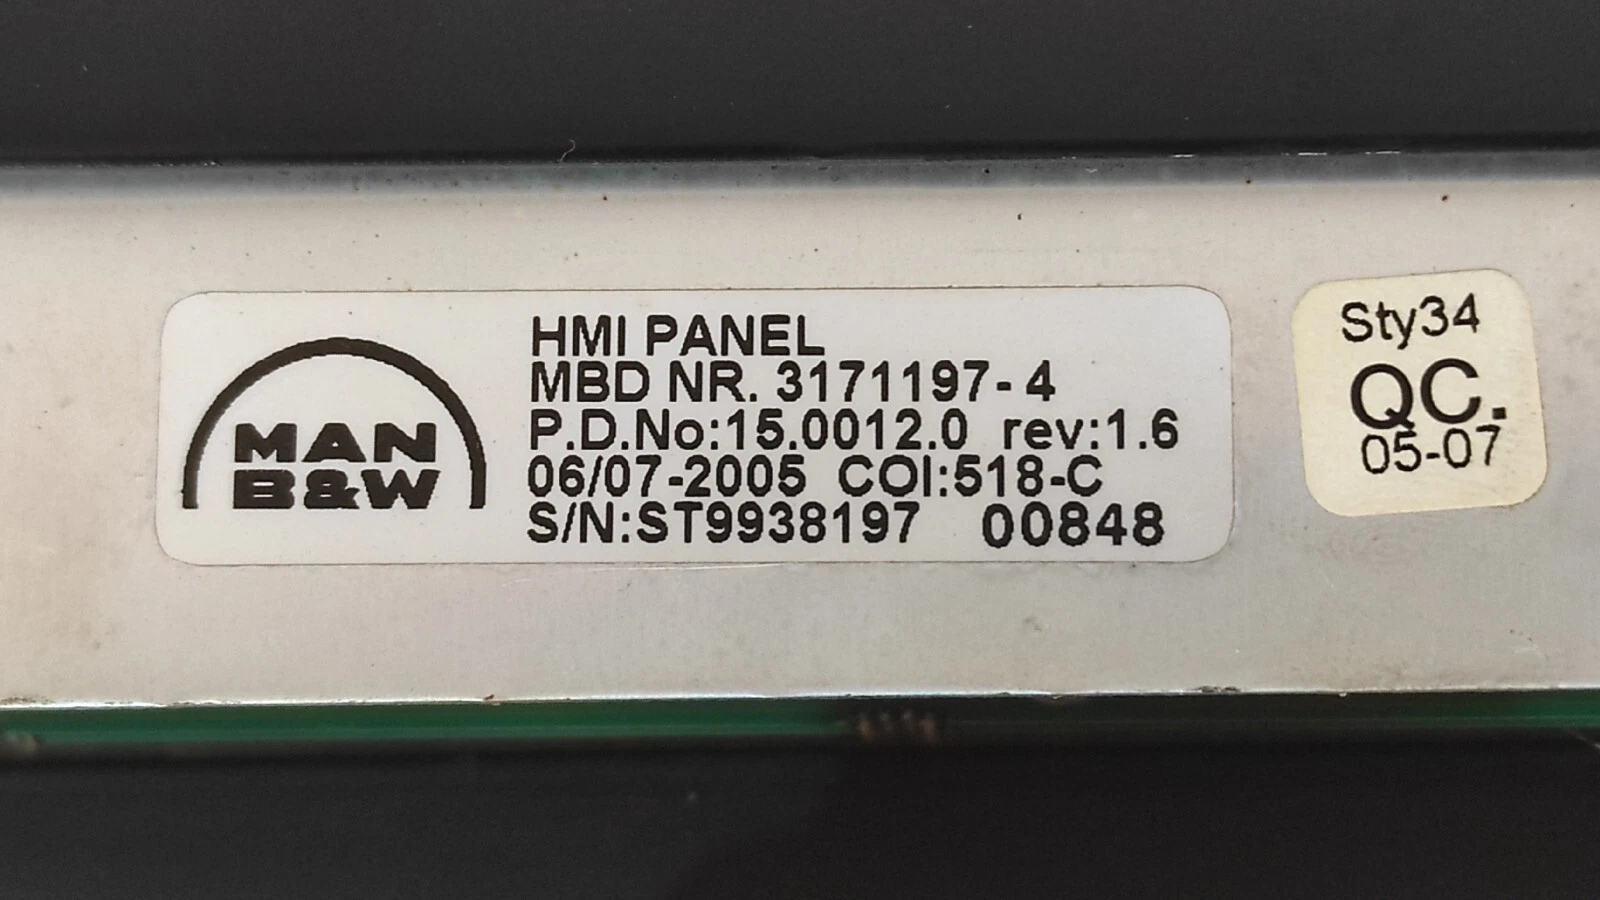 MAN
B&W
HMI PANEL
MBD NR. 3171197-4
P.D.No:15.0012.0 rev:1.6
06/07-2005 COI:518-C
S/N:ST9938197 00848
Sty34
QC.
05-07